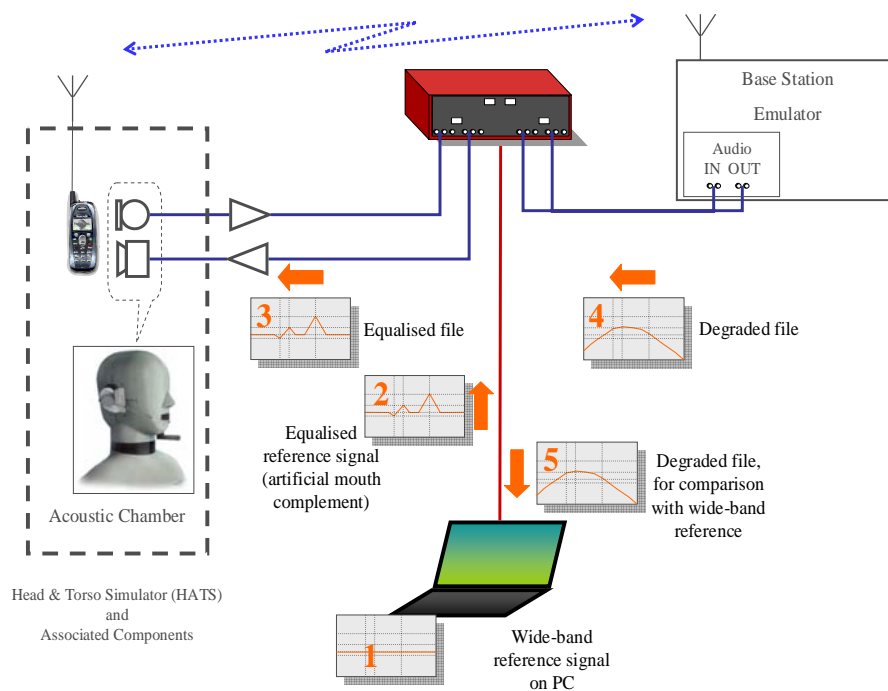 Base Station
Emulator
Audio
IN OUT
3
Equalised file
4
Degraded file
2
Equalised
reference signal
(artificial mouth
complement)
5
Degraded file,
for comparison
with wide-band
reference
Acoustic Chamber
Head & Torso Simulator (HATS)
and
Associated Components
1
Wide-band
reference signal
on PC